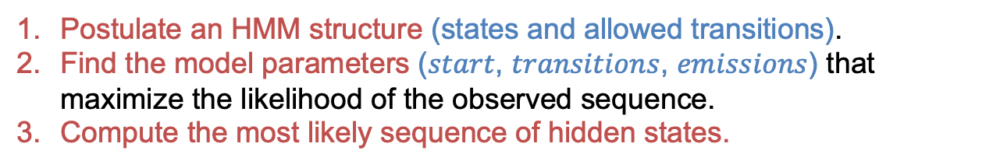 1. Postulate an HMM structure (states and allowed transitions).
2. Find the model parameters (start, transitions, emissions) that
maximize the likelihood of the observed sequence.
3. Compute the most likely sequence of hidden states.